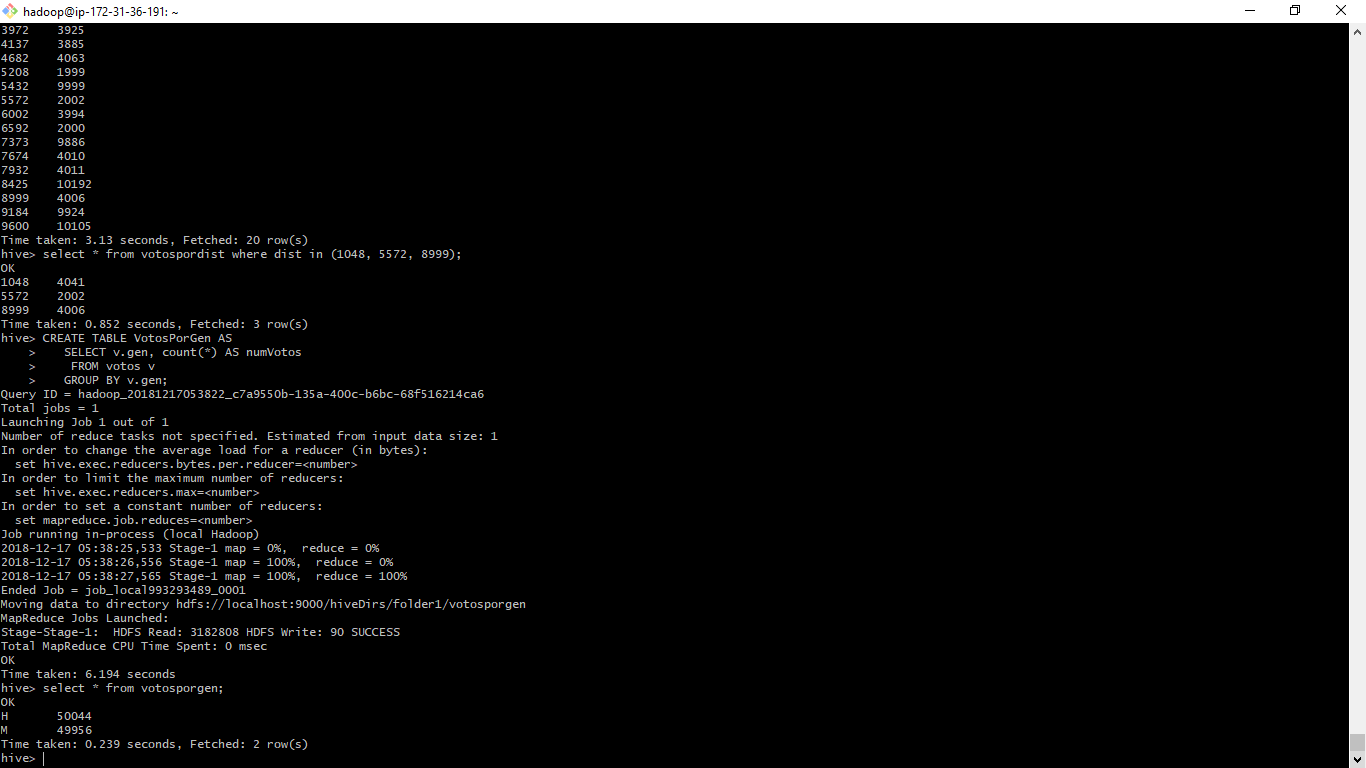 hadoop@ip-172-31-36-191: ~
3972    3925
4137    3885
4682    4063
5208    1999
5432    9999
5572    2002
6002    3994
6592    2000
7373    9886
7674    4010
7932    4011
8425    10192
8999    4006
9184    9924
9600    10105
Time taken: 3.13 seconds, Fetched: 20 row(s)
hive> select * from votospordist where dist in (1048, 5572, 8999);
OK
1048    4041
5572    2002
8999    4006
Time taken: 0.852 seconds, Fetched: 3 row(s)
hive> CREATE TABLE VotosPorGen AS
    >    SELECT v.gen, count(*) AS numVotos
    >     FROM votos v
    >    GROUP BY v.gen;
Query ID = hadoop_20181217053822_c7a9550b-135a-400c-b6bc-68f516214ca6
Total jobs = 1
Launching Job 1 out of 1
Number of reduce tasks not specified. Estimated from input data size: 1
In order to change the average load for a reducer (in bytes):
  set hive.exec.reducers.bytes.per.reducer=<number>
In order to limit the maximum number of reducers:
  set hive.exec.reducers.max=<number>
In order to set a constant number of reducers:
  set mapreduce.job.reduces=<number>
Job running in-process (local Hadoop)
2018-12-17 05:38:25,533 Stage-1 map = 0%,  reduce = 0%
2018-12-17 05:38:26,556 Stage-1 map = 100%,  reduce = 0%
2018-12-17 05:38:27,565 Stage-1 map = 100%,  reduce = 100%
Ended Job = job_local993293489_0001
Moving data to directory hdfs://localhost:9000/hiveDirs/folder1/votosporgen
MapReduce Jobs Launched:
Stage-Stage-1:  HDFS Read: 3182808 HDFS Write: 90 SUCCESS
Total MapReduce CPU Time Spent: 0 msec
OK
Time taken: 6.194 seconds
hive> select * from votosporgen;
OK
H       50044
M       49956
Time taken: 0.239 seconds, Fetched: 2 row(s)
hive>